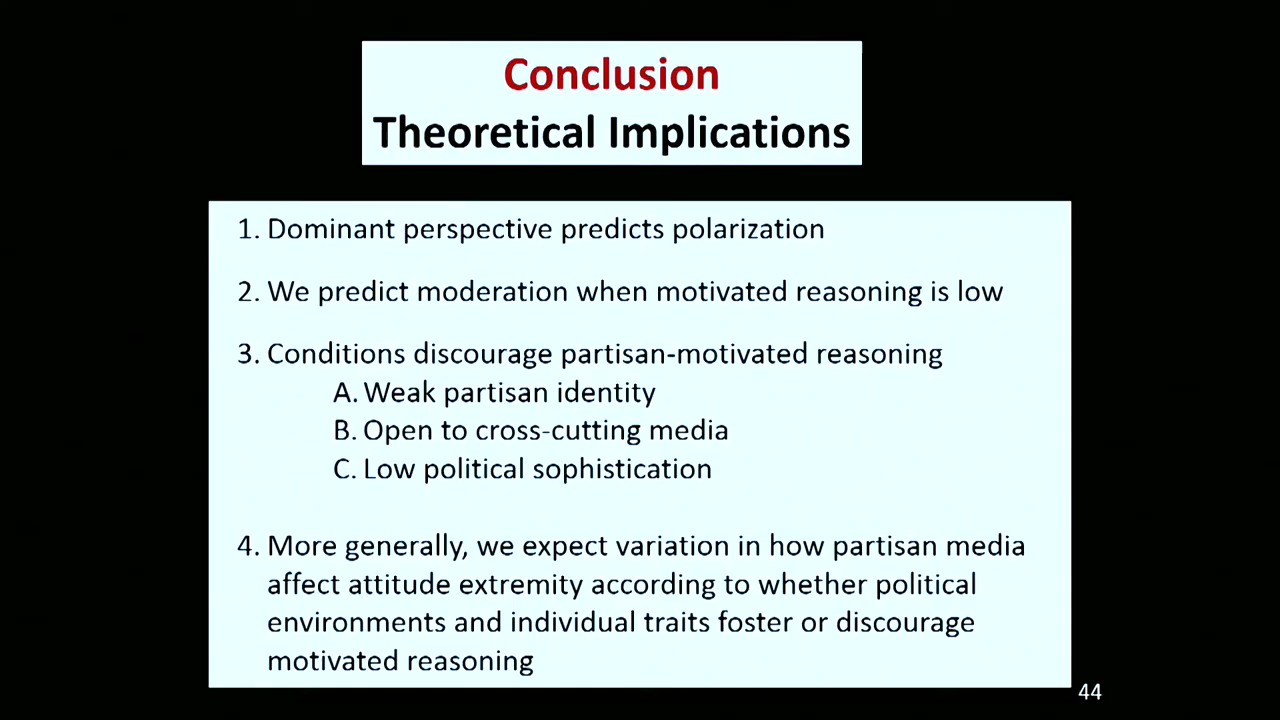 Conclusion
Theoretical Implications
1. Dominant perspective predicts polarization
2. We predict moderation when motivated reasoning is low
3. Conditions discourage partisan-motivated reasoning
A. Weak partisan identity
B. Open to cross-cutting media
C. Low political sophistication
4. More generally, we expect variation in how partisan media
affect attitude extremity according to whether political
environments and individual traits foster or discourage
motivated reasoning
44